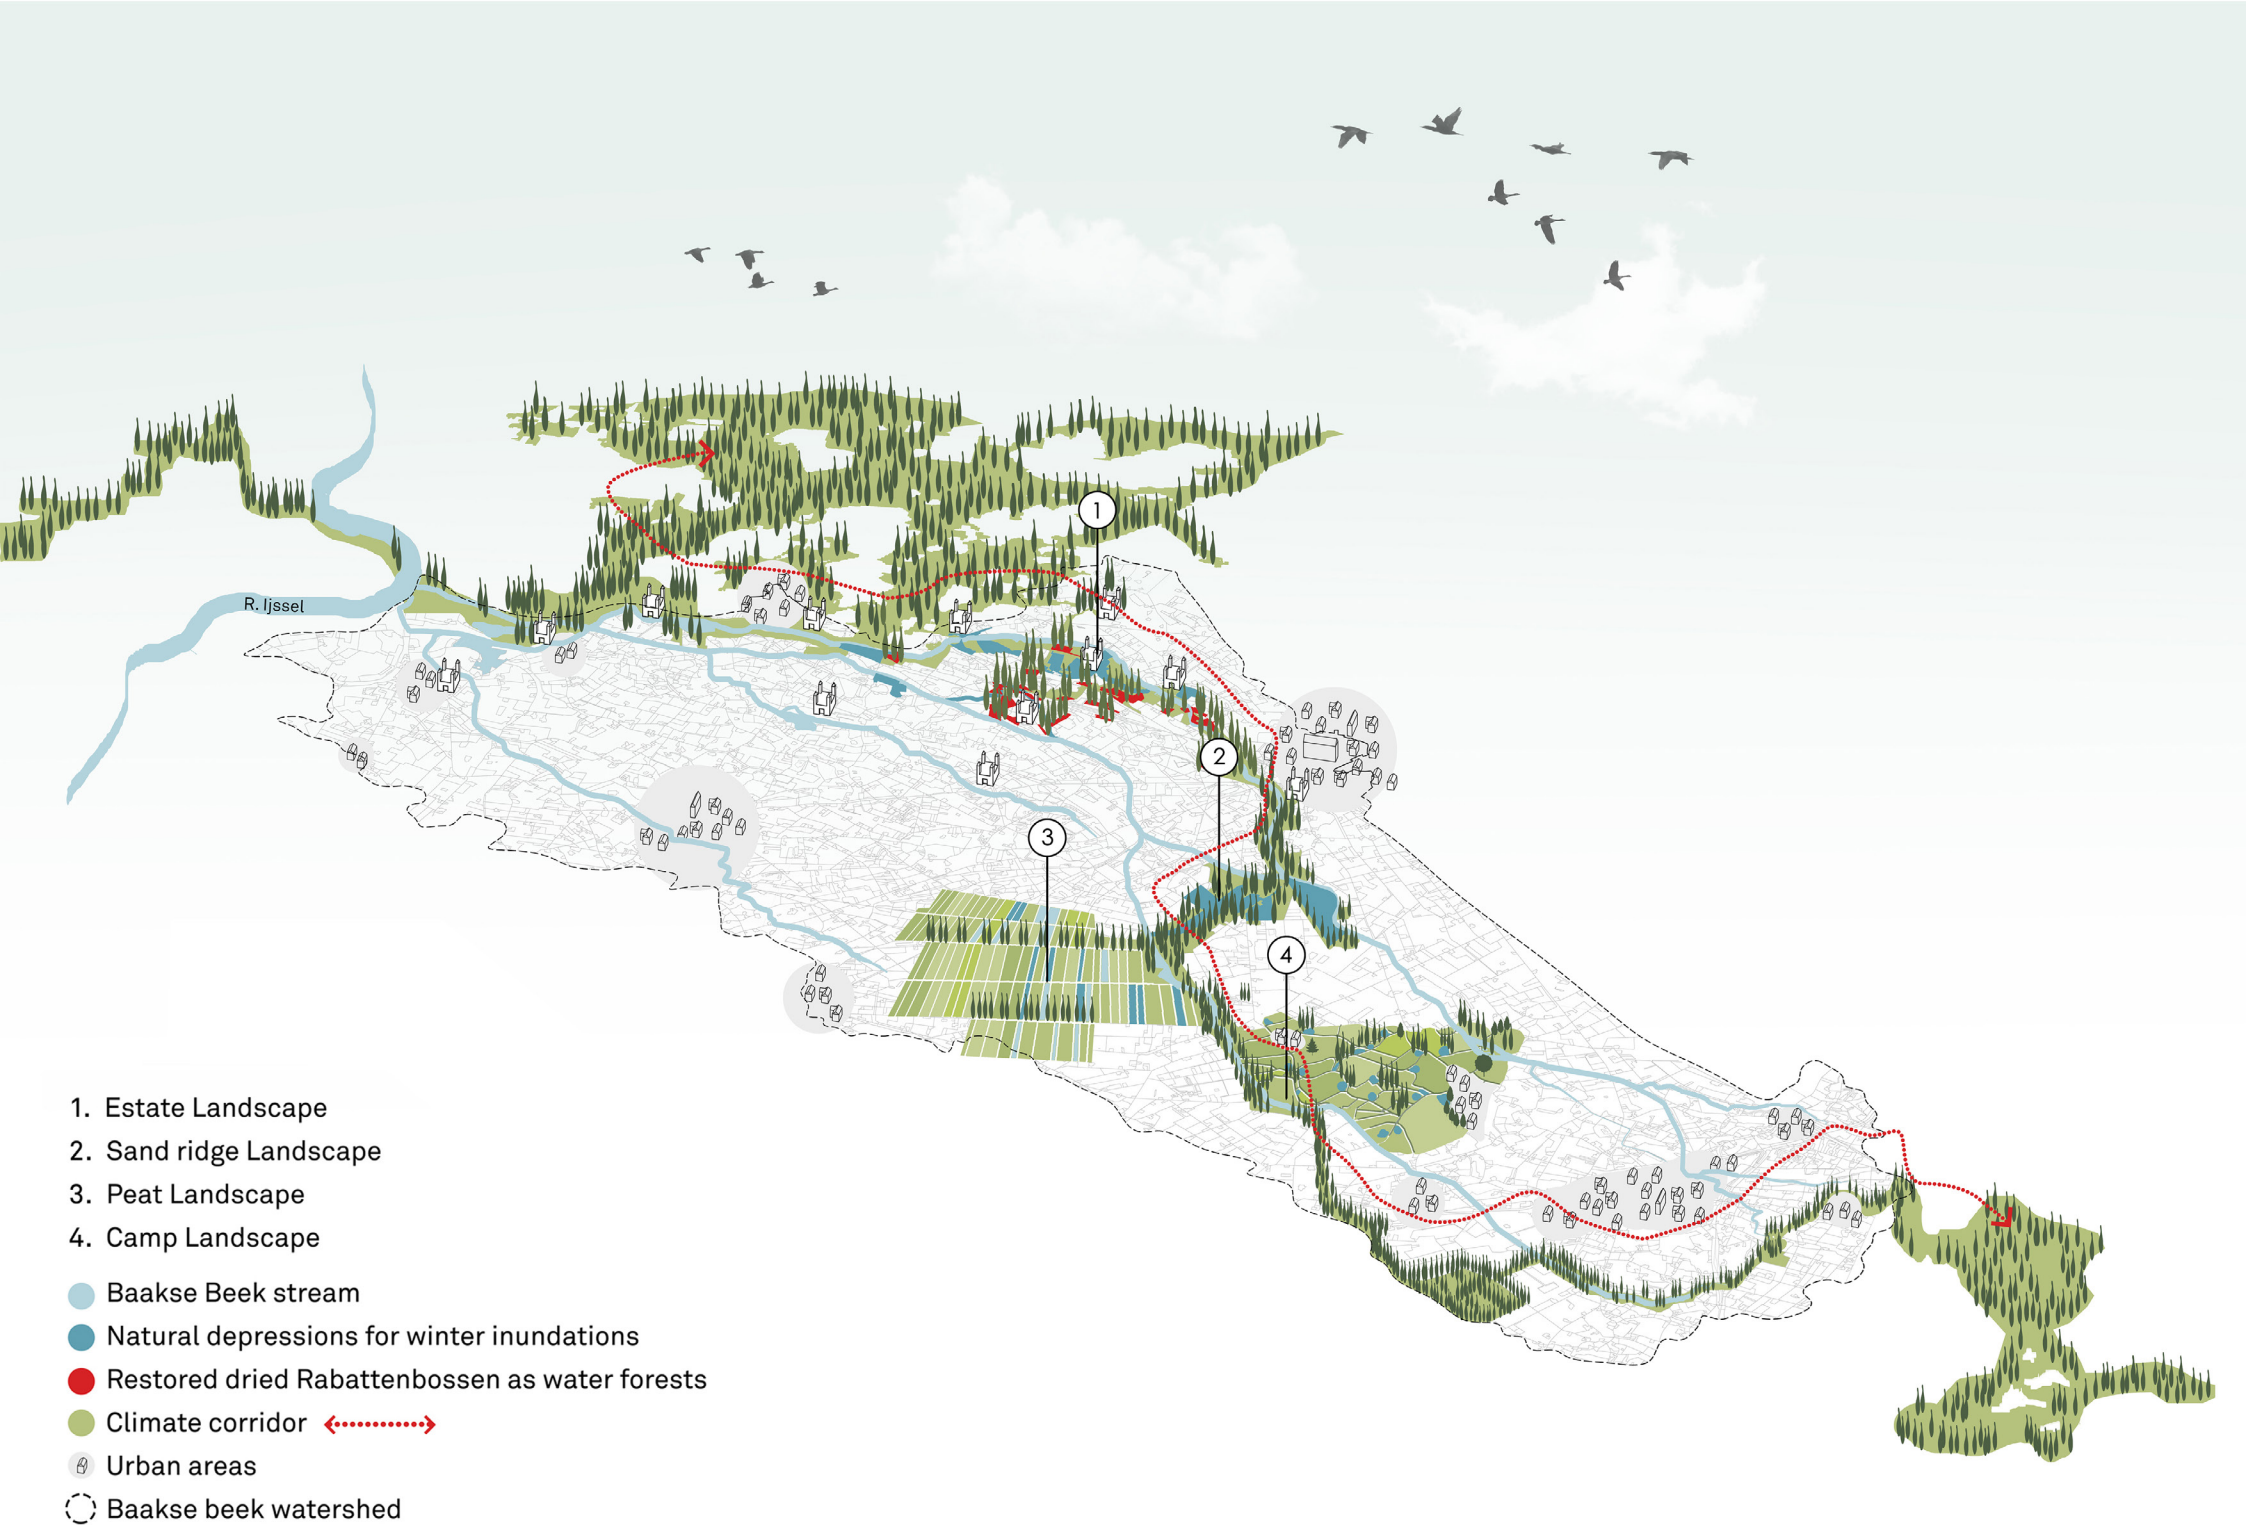 1
2
3
4
R. Ijssel
1. Estate Landscape
2. Sand ridge Landscape
3. Peat Landscape
4. Camp Landscape
Baakse Beek stream
Natural depressions for winter inundations
Restored dried Rabattenbossen as water forests
Climate corridor
Urban areas
Baakse beek watershed